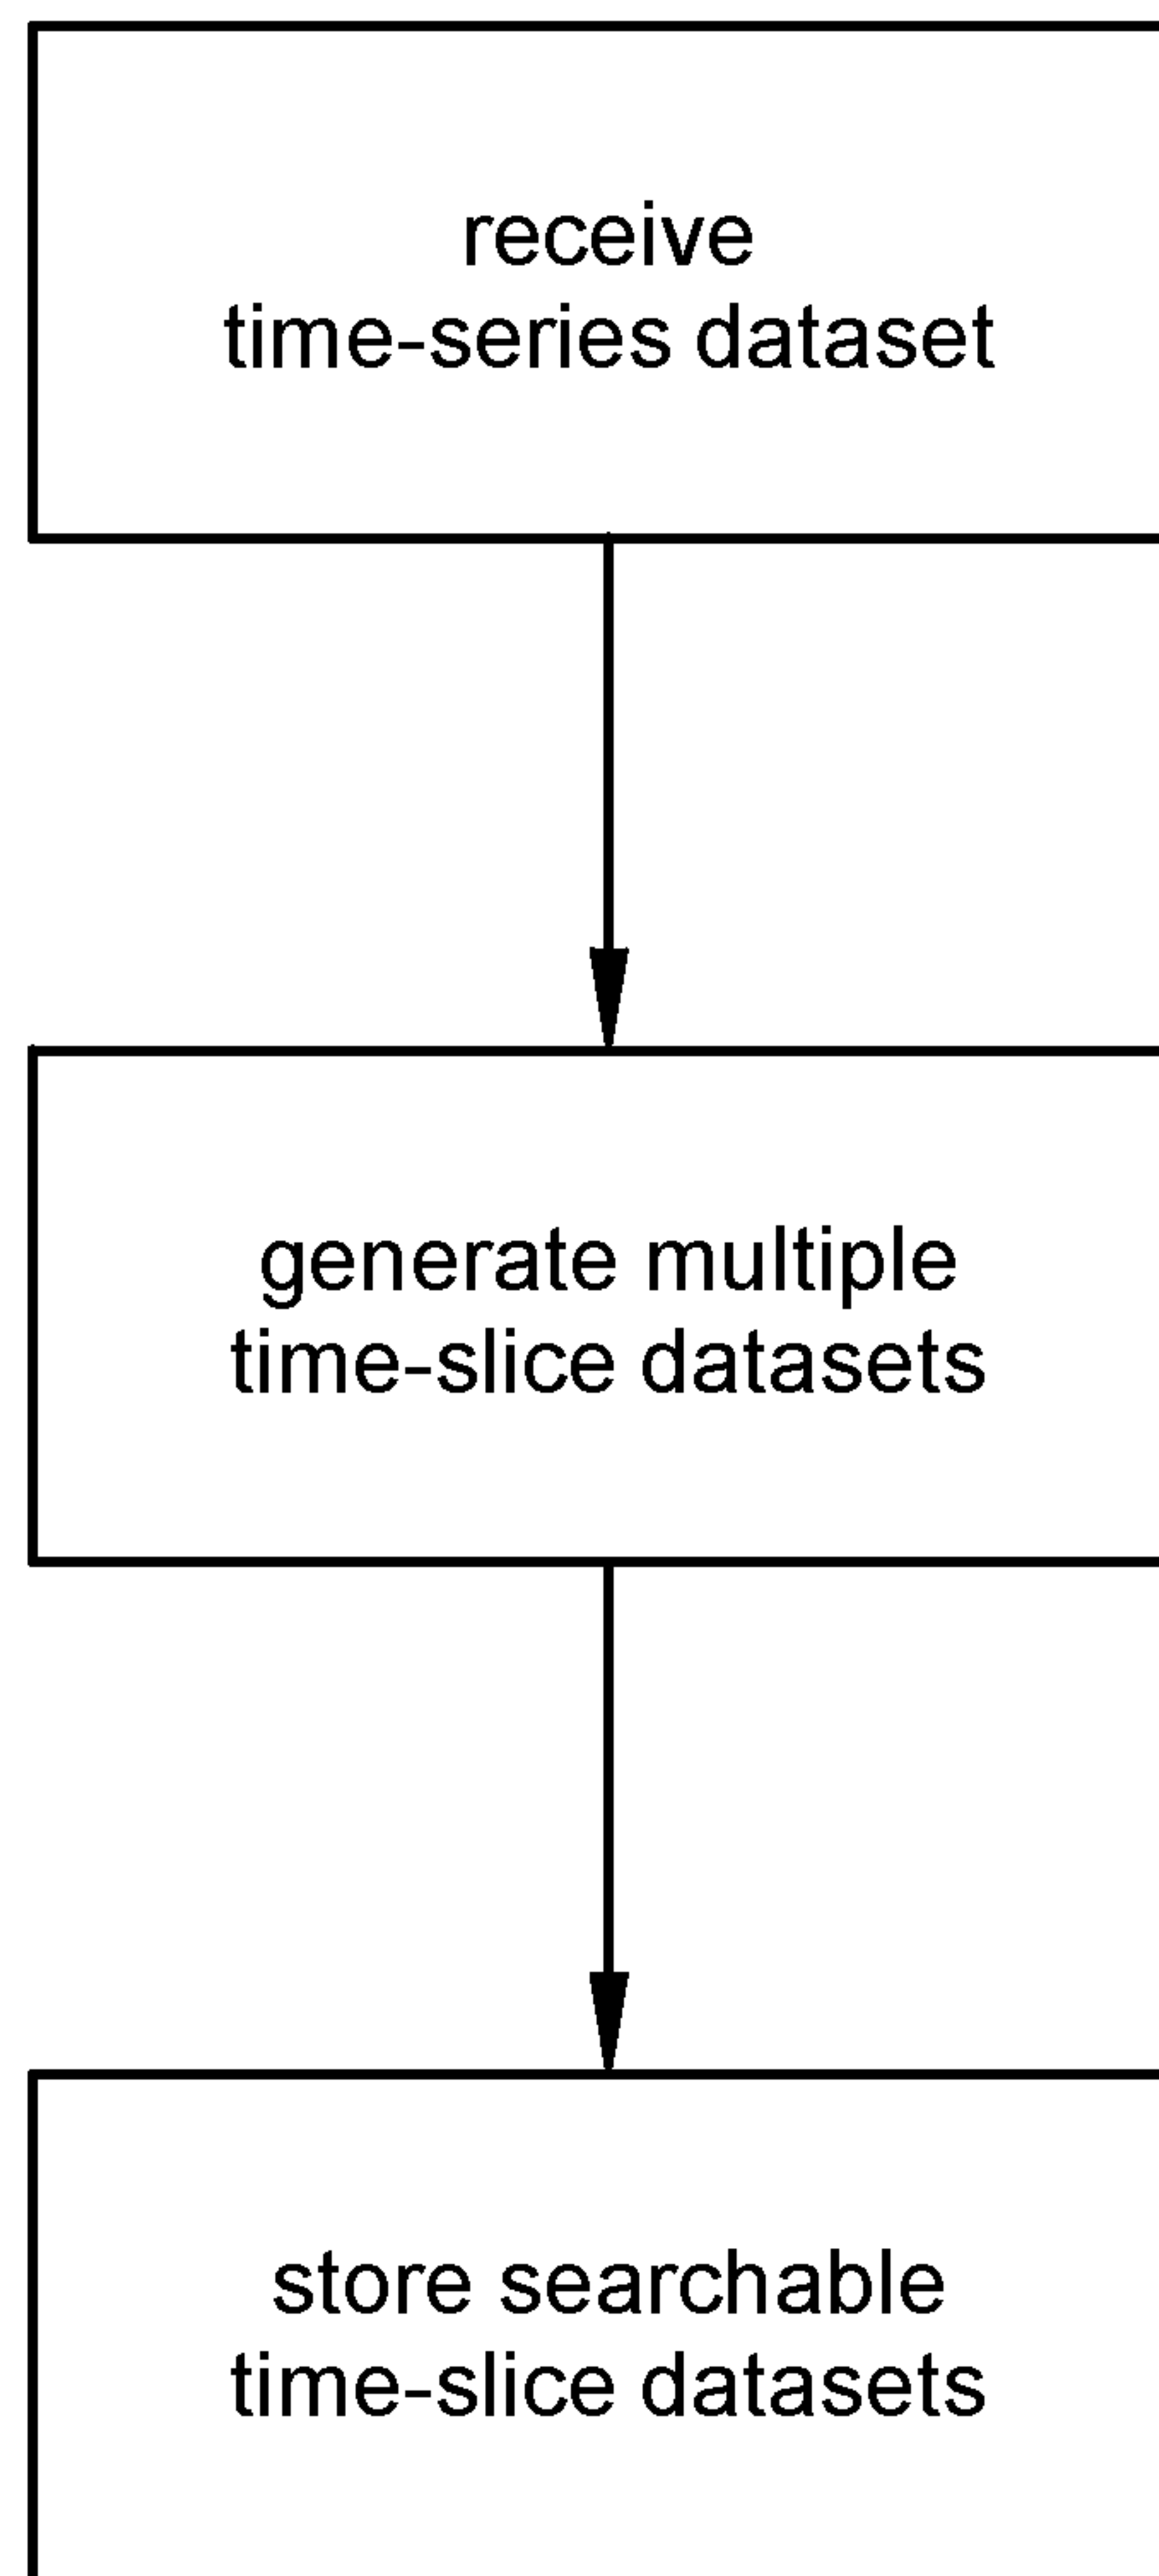 receive
time-series dataset
generate multiple
time-slice datasets
store searchable
time-slice datasets